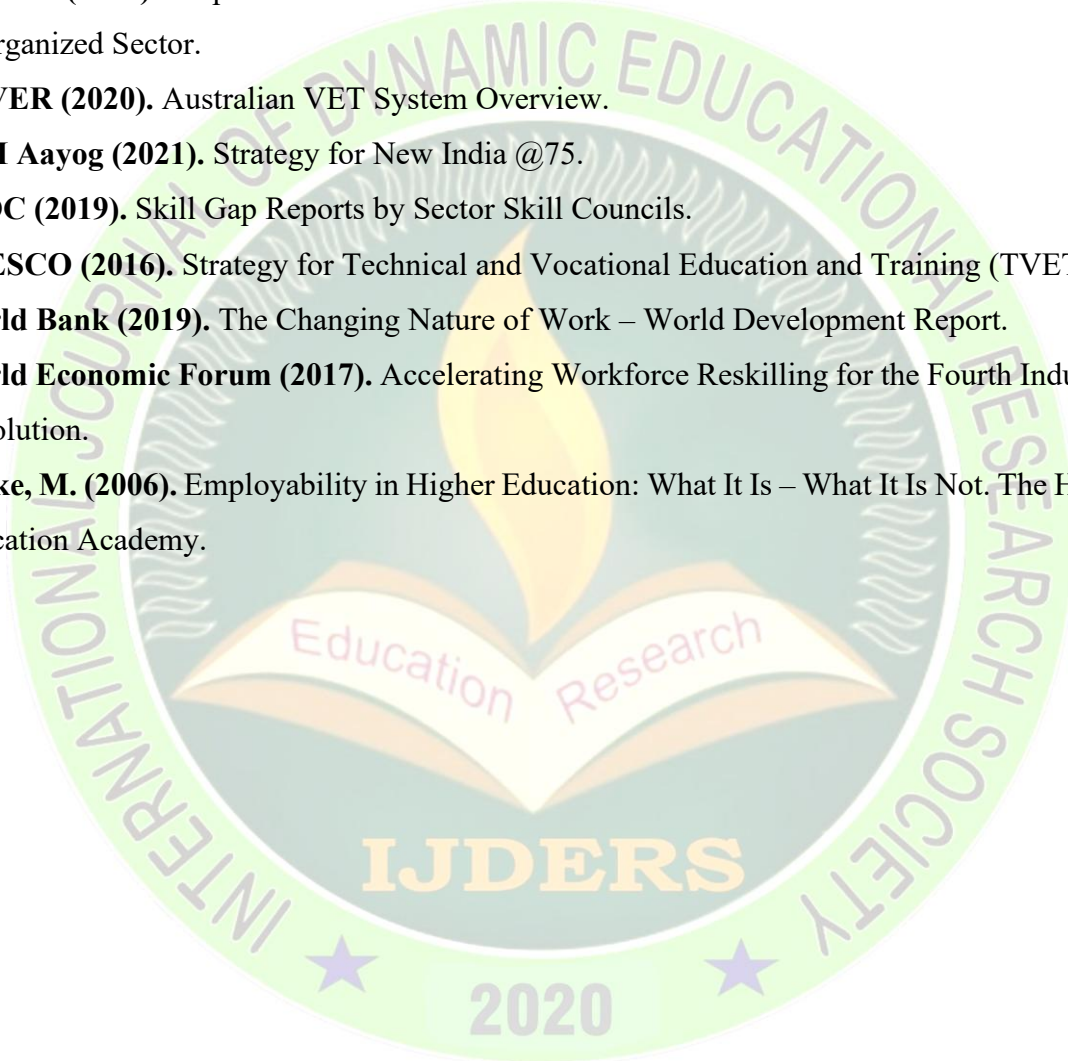 rganized Sector.
VER (2020). Australian VET System Overview.
I Aayog (2021). Strategy for New India @75.
DC (2019). Skill Gap Reports by Sector Skill Councils.
ESCO (2016). Strategy for Technical and Vocational Education and Training (TVET
rld Bank (2019). The Changing Nature of Work – World Development Report.
rld Economic Forum (2017). Accelerating Workforce Reskilling for the Fourth Indu
olution.
ke, M. (2006). Employability in Higher Education: What It Is – What It Is Not. The H
cation Academy.
INTERNATIONAL JOURNAL OF DYNAMIC EDUCATIONAL RESEARCH SOCIETY
Education Research
IJDERS
2020